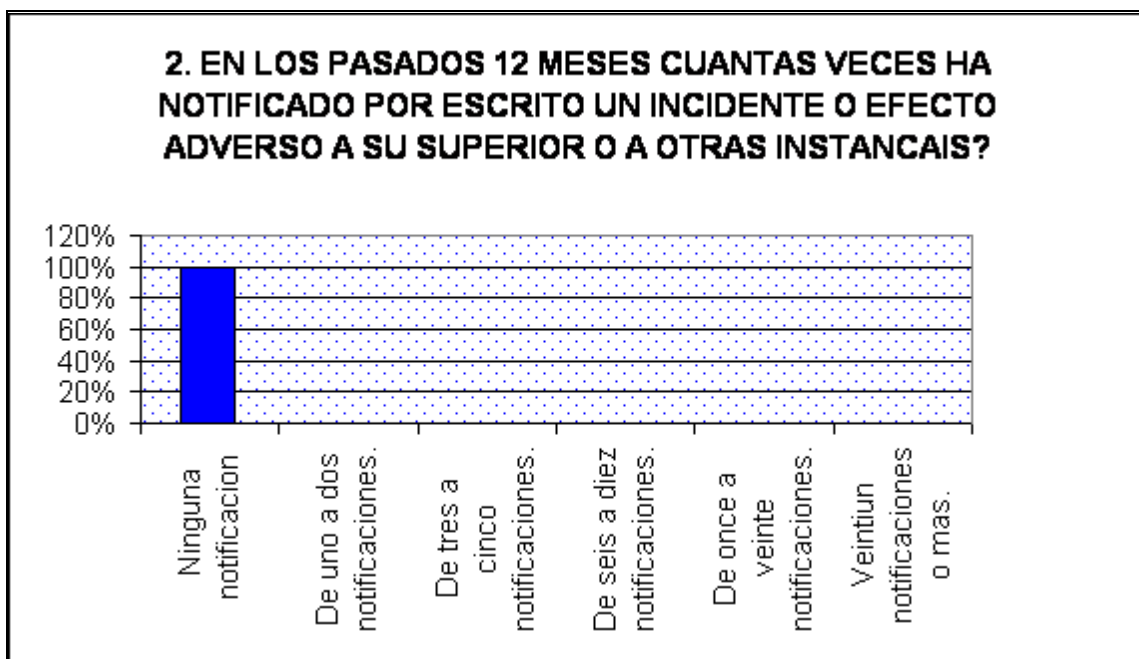 2. EN LOS PASADOS 12 MESES CUANTAS VECES HA
NOTIFICADO POR ESCRITO UN INCIDENTE O EFECTO
ADVERSO A SU SUPERIOR O A OTRAS INSTANCAIS?
120%
100%
80%
60%
40%
20%
0%
Ninguna
notificacion
De uno a dos
notificaciones.
De tres a
cinco
notificaciones.
De seis a diez
notificaciones.
De once a
veinte
notificaciones.
Veintiun
notificaciones
o mas.